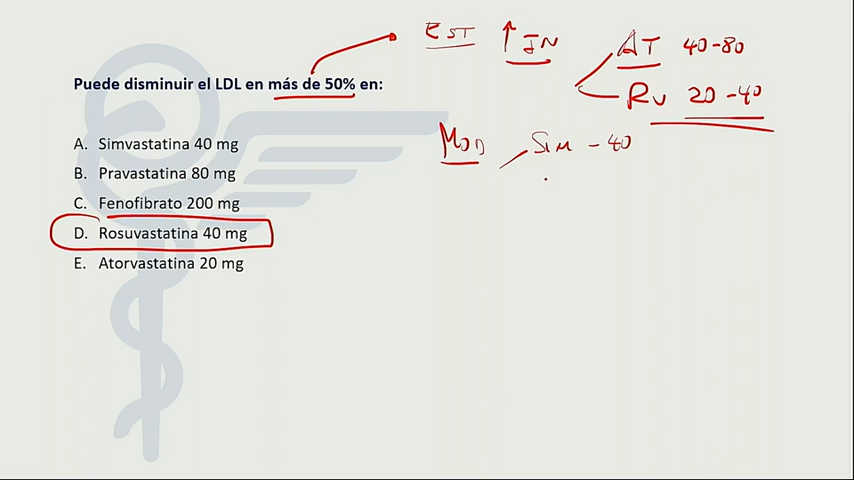 EST ↑ IN
AT 40-80
Puede disminuir el LDL en más de 50% en:
RV 20-40
A. Simvastatina 40 mg
MOD SIM - 40
B. Pravastatina 80 mg
C. Fenofibrato 200 mg
D. Rosuvastatina 40 mg
E. Atorvastatina 20 mg